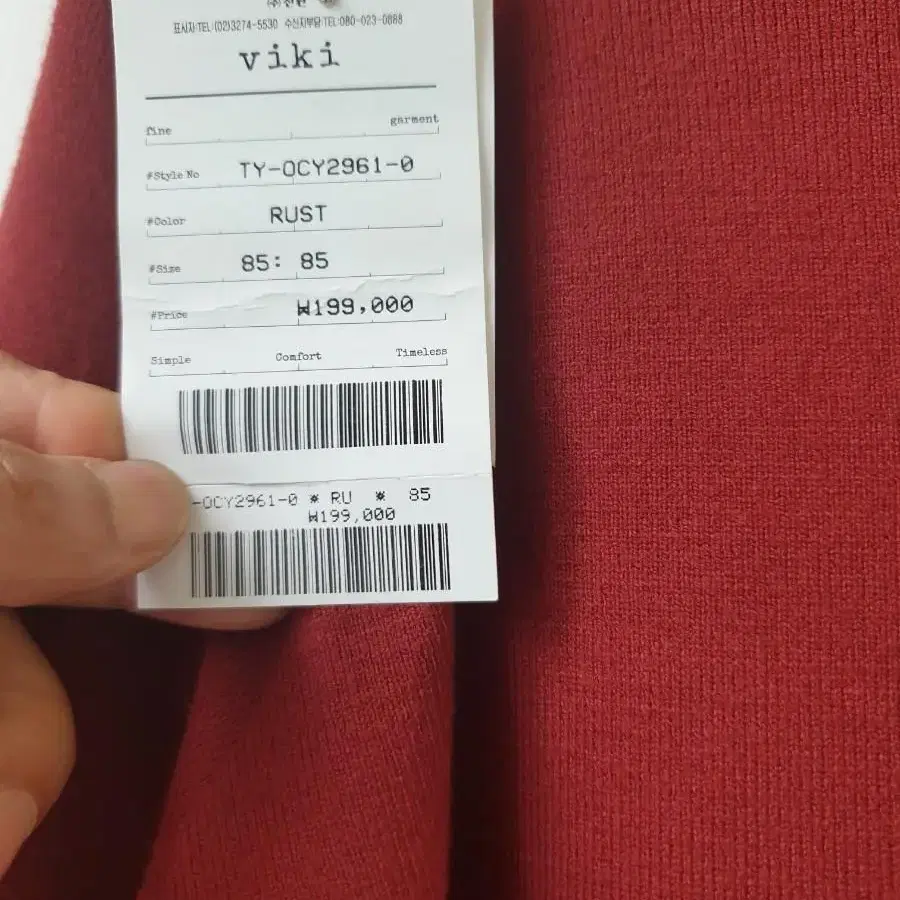 표시자:TEL:(02)3274-5530 수신자부담:TEL:080-023-0888
viki
fine garment
#Style No TY-OCY2961-0
#Color RUST
#Size 85: 85
#Price ₩199,000
Simple Comfort Timeless
-OCY2961-0 * RU * 85
₩199,000